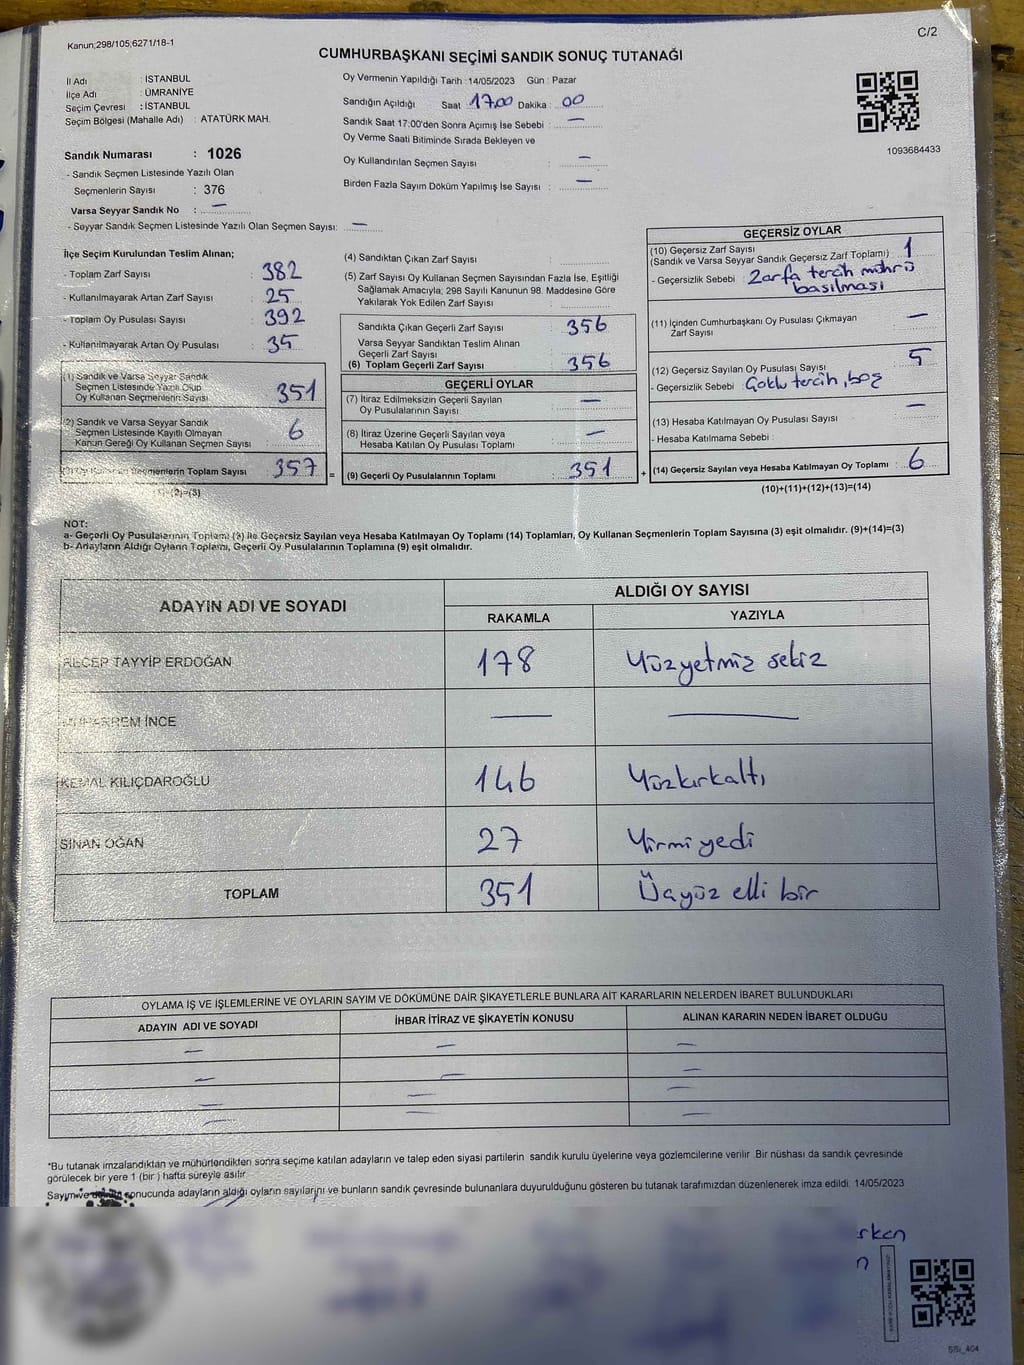 Kanun;298/105;6271/18-1
C/2
CUMHURBAŞKANI SEÇİMİ SANDIK SONUÇ TUTANAĞI
İl Adı : İSTANBUL
İlçe Adı : ÜMRANİYE
Seçim Çevresi : İSTANBUL
Seçim Bölgesi (Mahalle Adı) : ATATÜRK MAH.
Sandık Numarası : 1026
- Sandık Seçmen Listesinde Yazılı Olan
Seçmenlerin Sayısı : 376
Varsa Seyyar Sandık No : —
- Seyyar Sandık Seçmen Listesinde Yazılı Olan Seçmen Sayısı: —
Oy Vermenin Yapıldığı Tarih : 14/05/2023 Gün : Pazar
Sandığın Açıldığı Saat 17.00 Dakika : 00
Sandık Saat 17:00'den Sonra Açımış İse Sebebi : —
Oy Verme Saati Bitiminde Sırada Bekleyen ve
Oy Kullandırılan Seçmen Sayısı : —
Birden Fazla Sayım Döküm Yapılmış İse Sayısı : —
1093684433
İlçe Seçim Kurulundan Teslim Alınan;
- Toplam Zarf Sayısı : 382
- Kullanılmayarak Artan Zarf Sayısı : 25
- Toplam Oy Pusulası Sayısı : 392
- Kullanılmayarak Artan Oy Pusulası : 35
(1) Sandık ve Varsa Seyyar Sandık
Seçmen Listesinde Yazılı Olup
Oy Kullanan Seçmenlerin Sayısı : 351
(2) Sandık ve Varsa Seyyar Sandık
Seçmen Listesinde Kayıtlı Olmayan
Kanun Gereği Oy Kullanan Seçmen Sayısı : 6
(3) Oy Kullanan Seçmenlerin Toplam Sayısı : 357 =
(1)+(2)=(3)
(4) Sandıktan Çıkan Zarf Sayısı :
(5) Zarf Sayısı Oy Kullanan Seçmen Sayısından Fazla İse, Eşitliği
Sağlamak Amacıyla; 298 Sayılı Kanunun 98. Maddesine Göre
Yakılarak Yok Edilen Zarf Sayısı :
Sandıkta Çıkan Geçerli Zarf Sayısı : 356
Varsa Seyyar Sandıktan Teslim Alınan
Geçerli Zarf Sayısı
(6) Toplam Geçerli Zarf Sayısı : 356
GEÇERLİ OYLAR
(7) İtiraz Edilmeksizin Geçerli Sayılan
Oy Pusulalarının Sayısı : —
(8) İtiraz Üzerine Geçerli Sayılan veya
Hesaba Katılan Oy Pusulası Toplamı : —
(9) Geçerli Oy Pusulalarının Toplamı : 351 +
GEÇERSİZ OYLAR
(10) Geçersiz Zarf Sayısı
(Sandık ve Varsa Seyyar Sandık Geçersiz Zarf Toplamı) : 1
- Geçersizlik Sebebi : Zarfa tercih mührü
basılması
(11) İçinden Cumhurbaşkanı Oy Pusulası Çıkmayan
Zarf Sayısı : —
(12) Geçersiz Sayılan Oy Pusulası Sayısı : 5
- Geçersizlik Sebebi : Çoklu tercih, boş
(13) Hesaba Katılmayan Oy Pusulası Sayısı : —
- Hesaba Katılmama Sebebi :
(14) Geçersiz Sayılan veya Hesaba Katılmayan Oy Toplamı : 6
(10)+(11)+(12)+(13)=(14)
NOT:
a- Geçerli Oy Pusulalarının Toplamı (9) ile Geçersiz Sayılan veya Hesaba Katılmayan Oy Toplamı (14) Toplamları, Oy Kullanan Seçmenlerin Toplam Sayısına (3) eşit olmalıdır. (9)+(14)=(3)
b- Adayların Aldığı Oyların Toplamı, Geçerli Oy Pusulalarının Toplamına (9) eşit olmalıdır.
ADAYIN ADI VE SOYADI
ALDIĞI OY SAYISI
RAKAMLA YAZIYLA
RECEP TAYYİP ERDOĞAN 178 Yüzyetmiş sekiz
MUHARREM İNCE — —
KEMAL KILIÇDAROĞLU 146 Yüzkırkaltı
SİNAN OĞAN 27 Yirmi yedi
TOPLAM 351 Üçyüz elli bir
OYLAMA İŞ VE İŞLEMLERİNE VE OYLARIN SAYIM VE DÖKÜMÜNE DAİR ŞİKAYETLERLE BUNLARA AİT KARARLARIN NELERDEN İBARET BULUNDUKLARI
ADAYIN ADI VE SOYADI İHBAR İTİRAZ VE ŞİKAYETİN KONUSU ALINAN KARARIN NEDEN İBARET OLDUĞU
— — —
— — —
— — —
— — —
*Bu tutanak imzalandıktan ve mühürlendikten sonra seçime katılan adayların ve talep eden siyasi partilerin sandık kurulu üyelerine veya gözlemcilerine verilir. Bir nüshası da sandık çevresinde
görülecek bir yere 1 (bir ) hafta süreyle asılır.
Sayım ve döküm sonucunda adayların aldığı oyların sayılarını ve bunların sandık çevresinde bulunanlara duyurulduğunu gösteren bu tutanak tarafımızdan düzenlenerek imza edildi. 14/05/2023